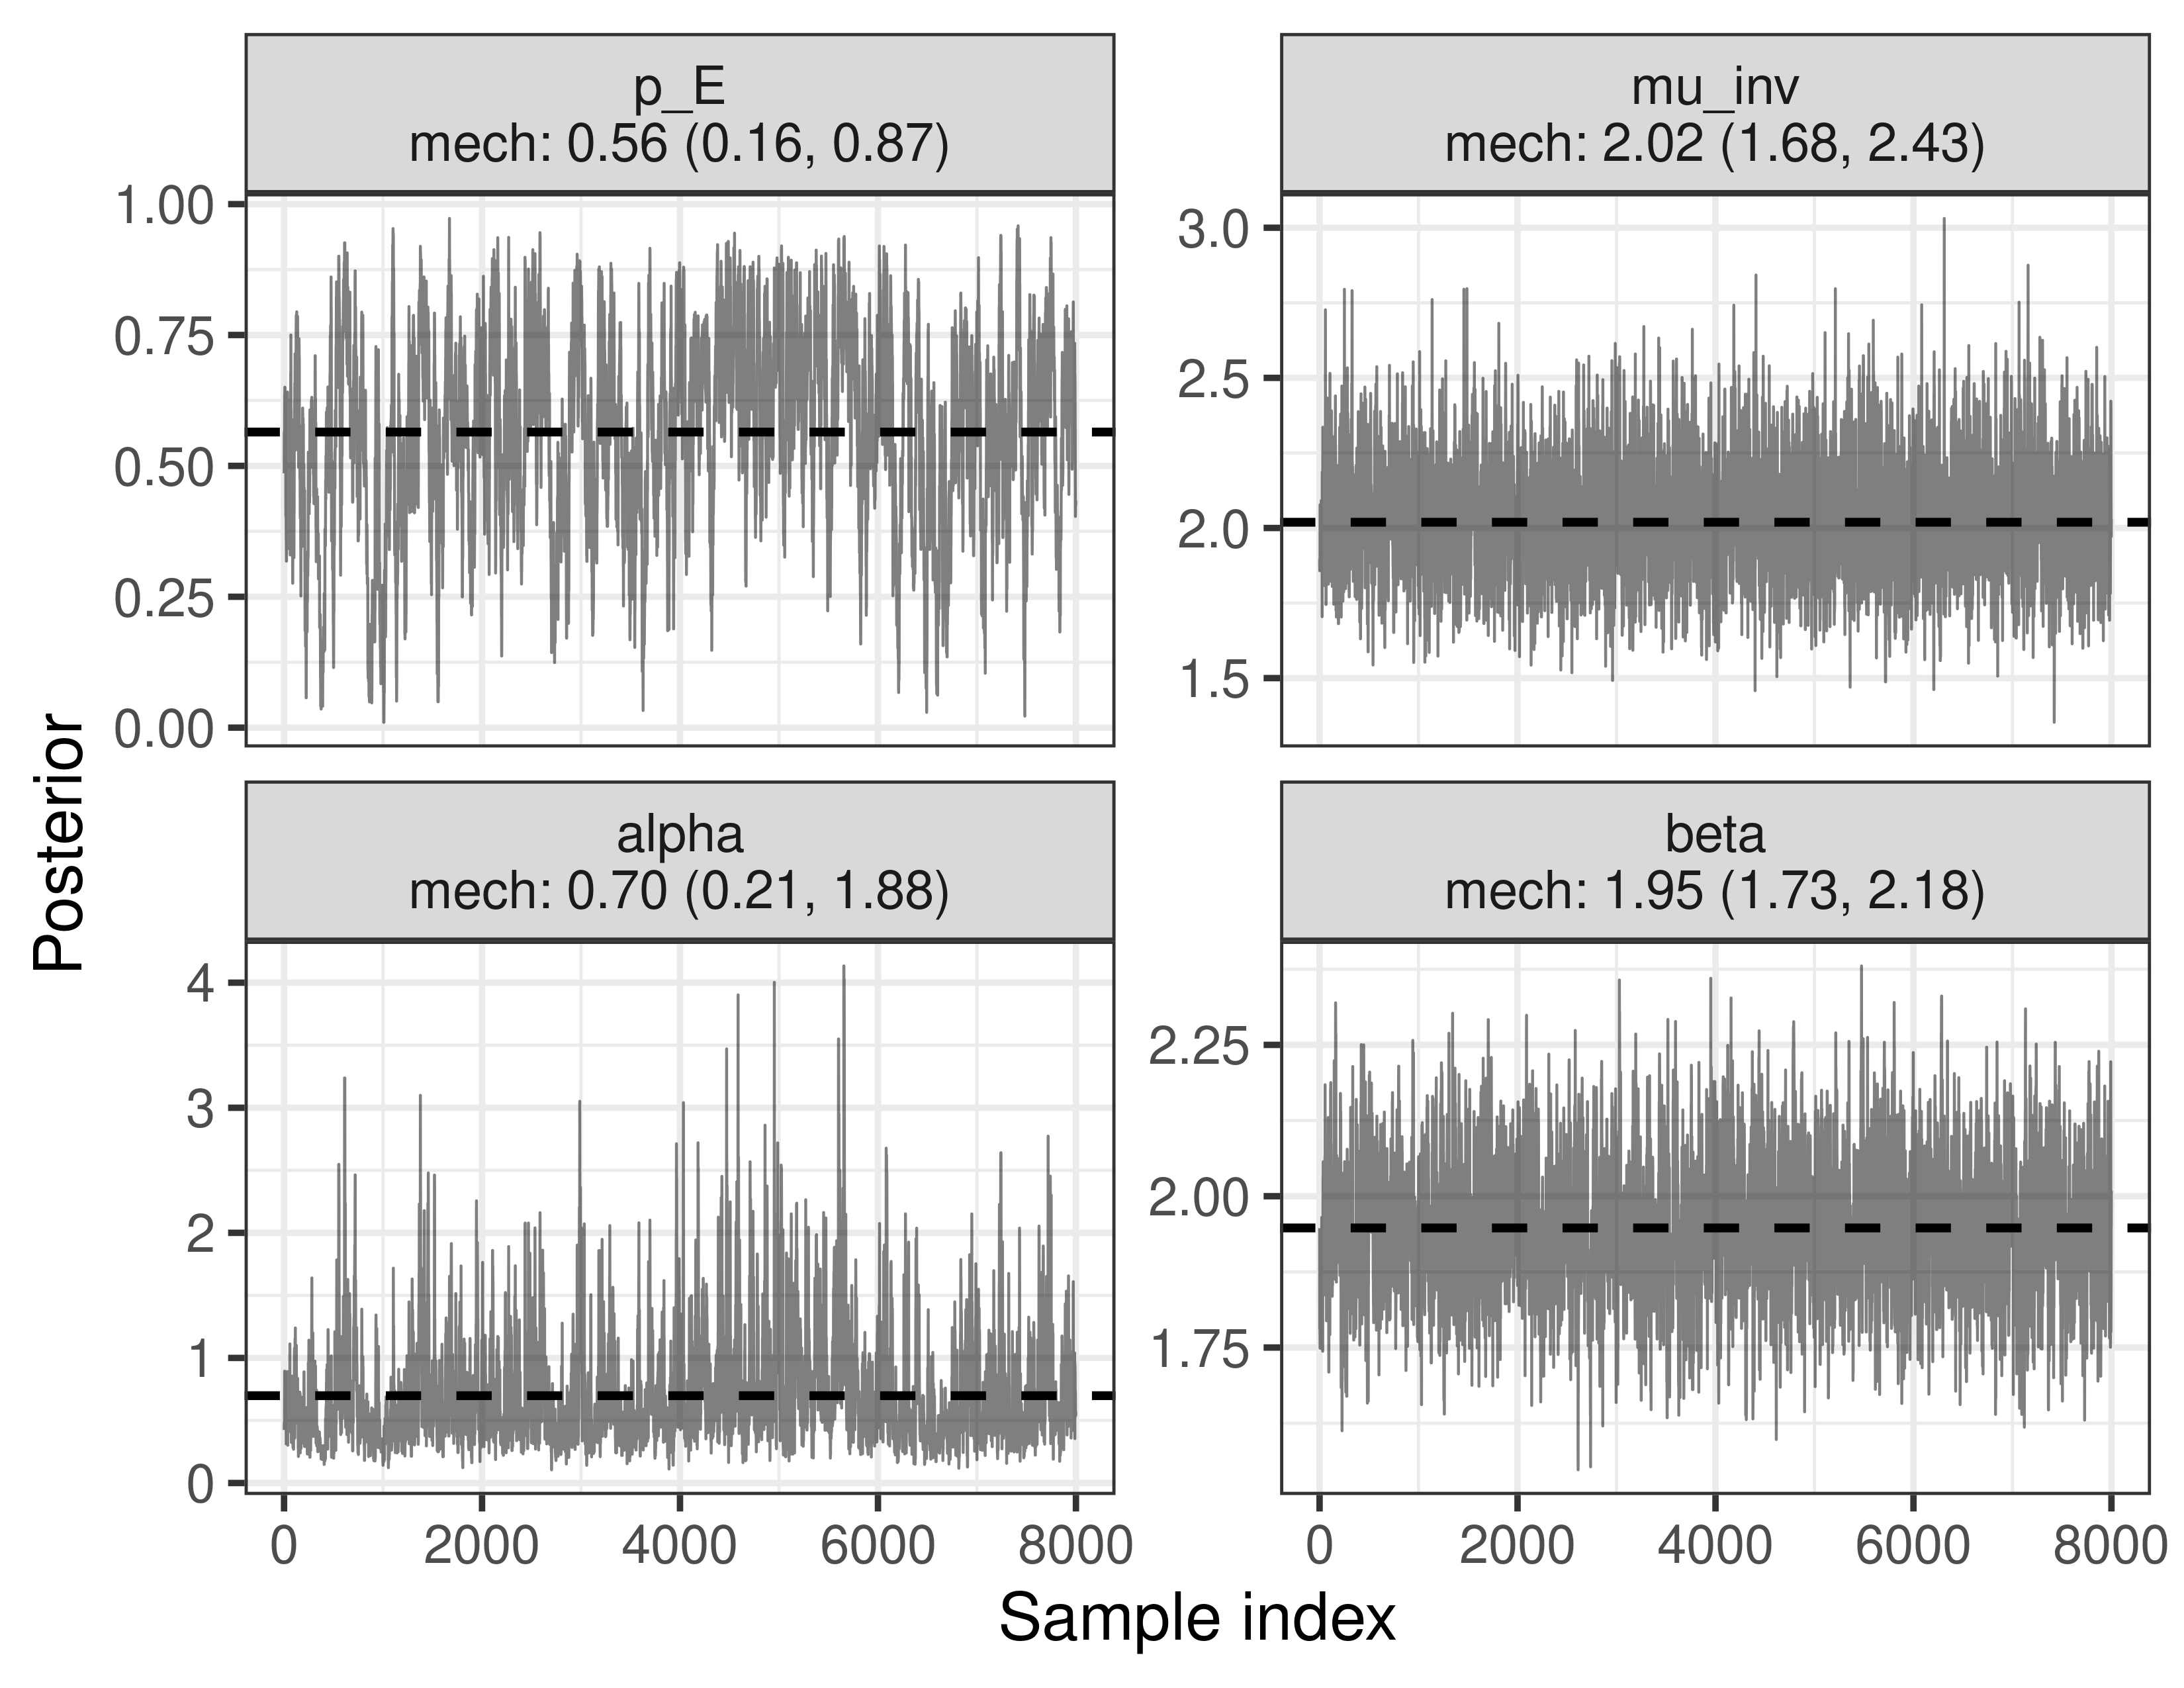 p_E
mech: 0.56 (0.16, 0.87)
mu_inv
mech: 2.02 (1.68, 2.43)
1.00
0.75
0.50
0.25
0.00
3.0
2.5
2.0
1.5
Posterior
alpha
mech: 0.70 (0.21, 1.88)
beta
mech: 1.95 (1.73, 2.18)
4
3
2
1
0
2.25
2.00
1.75
0 2000 4000 6000 8000
0 2000 4000 6000 8000
Sample index